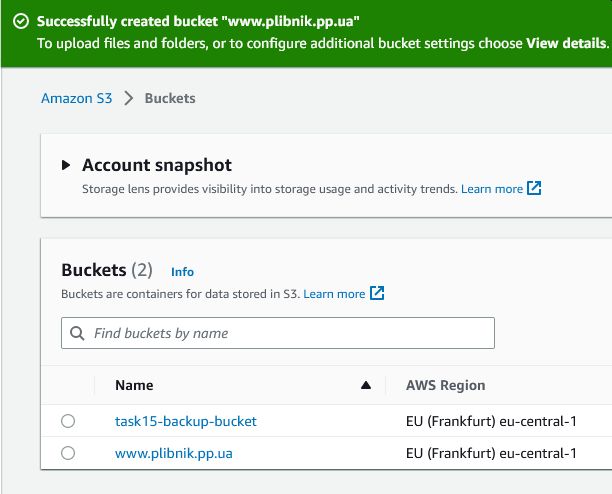 Successfully created bucket "www.plibnik.pp.ua"
To upload files and folders, or to configure additional bucket settings choose View details.
Amazon S3 > Buckets
Account snapshot
Storage lens provides visibility into storage usage and activity trends. Learn more
Buckets (2) Info
Buckets are containers for data stored in S3. Learn more
Find buckets by name
Name AWS Region
task15-backup-bucket EU (Frankfurt) eu-central-1
www.plibnik.pp.ua EU (Frankfurt) eu-central-1